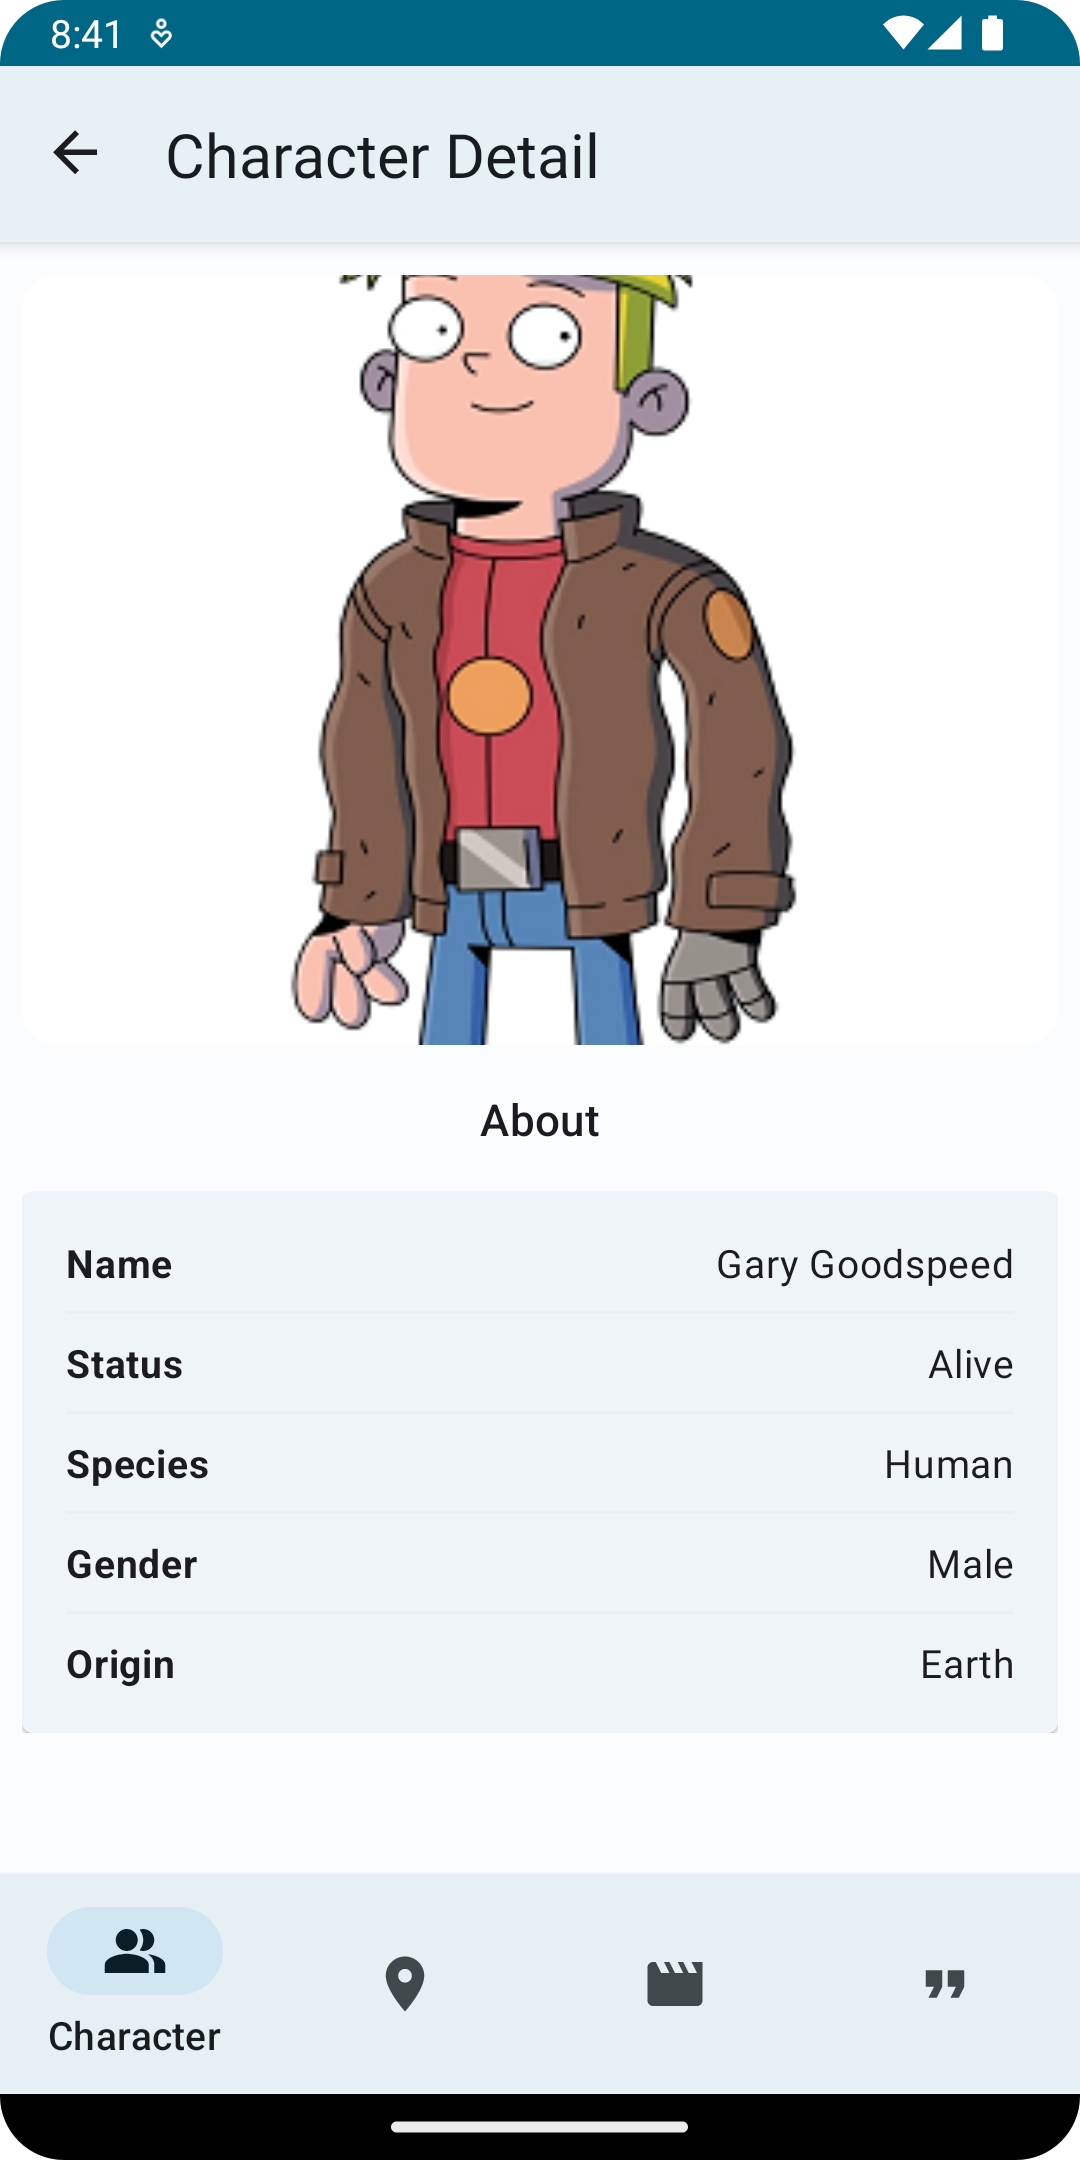 8:41
Character Detail
About
Name Gary Goodspeed
Status Alive
Species Human
Gender Male
Origin Earth
Character